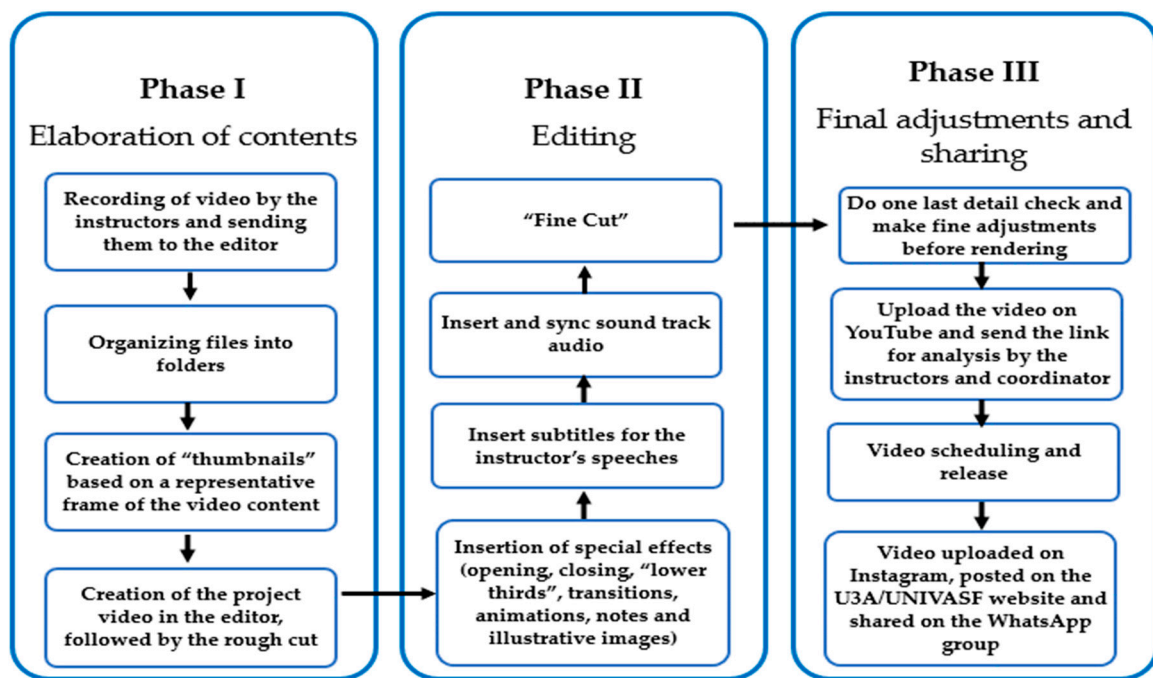 Phase I
Elaboration of contents
Recording of video by the
instructors and sending
them to the editor
Organizing files into
folders
Creation of “thumbnails”
based on a representative
frame of the video content
Creation of the project
video in the editor,
followed by the rough cut
Phase II
Editing
“Fine Cut”
Insert and sync sound track
audio
Insert subtitles for the
instructor’s speeches
Insertion of special effects
(opening, closing, “lower
thirds”, transitions,
animations, notes and
illustrative images)
Phase III
Final adjustments and
sharing
Do one last detail check and
make fine adjustments
before rendering
Upload the video on
YouTube and send the link
for analysis by the
instructors and coordinator
Video scheduling and
release
Video uploaded on
Instagram, posted on the
U3A/UNIVASF website and
shared on the WhatsApp
group